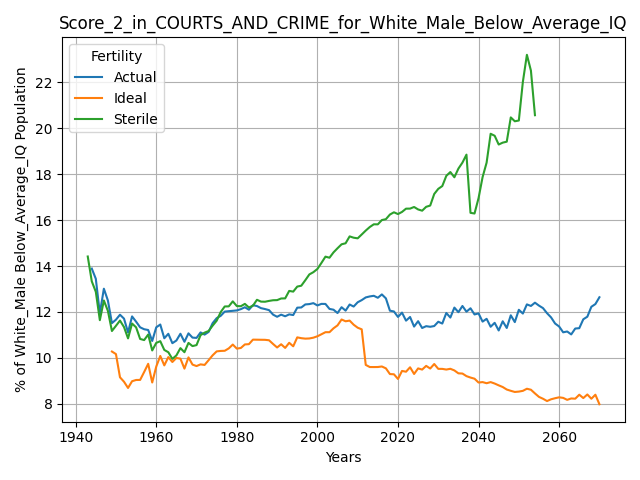 Score_2_in_COURTS_AND_CRIME_for_White_Male_Below_Average_IQ
Fertility
Actual
Ideal
Sterile
% of White_Male Below_Average_IQ Population
22
20
18
16
14
12
10
8
1940 1960 1980 2000 2020 2040 2060
Years